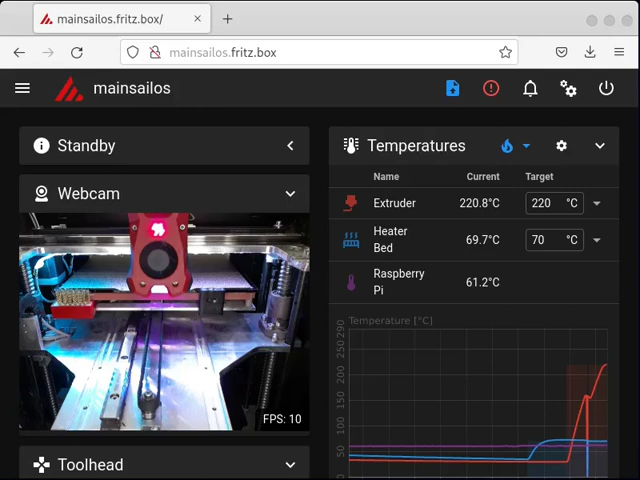 mainsailos.fritz.box/
mainsailos.fritz.box
mainsailos
Standby
Webcam
FPS: 10
Toolhead
Temperatures
Name Current Target
Extruder 220.8°C 220 °C
Heater
Bed 69.7°C 70 °C
Raspberry
Pi 61.2°C
Temperature [°C]
290
250
200
150
100
50
0